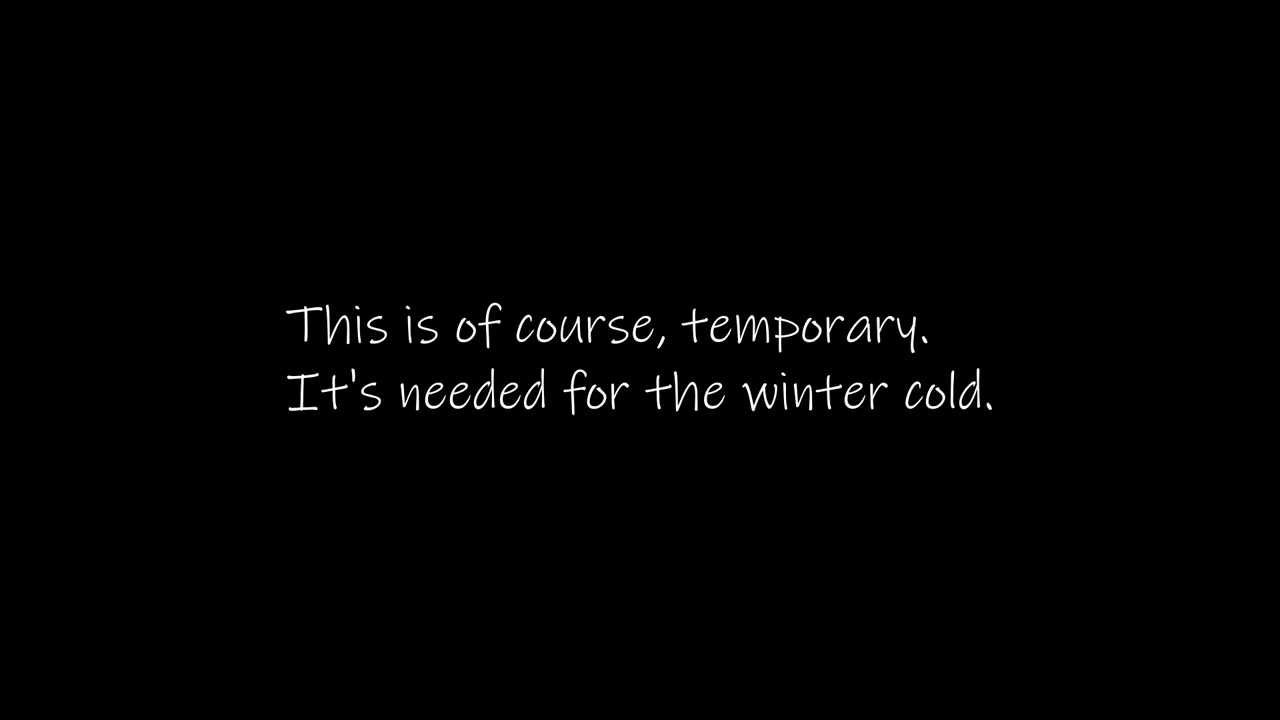 This is of course, temporary.
It's needed for the winter cold.